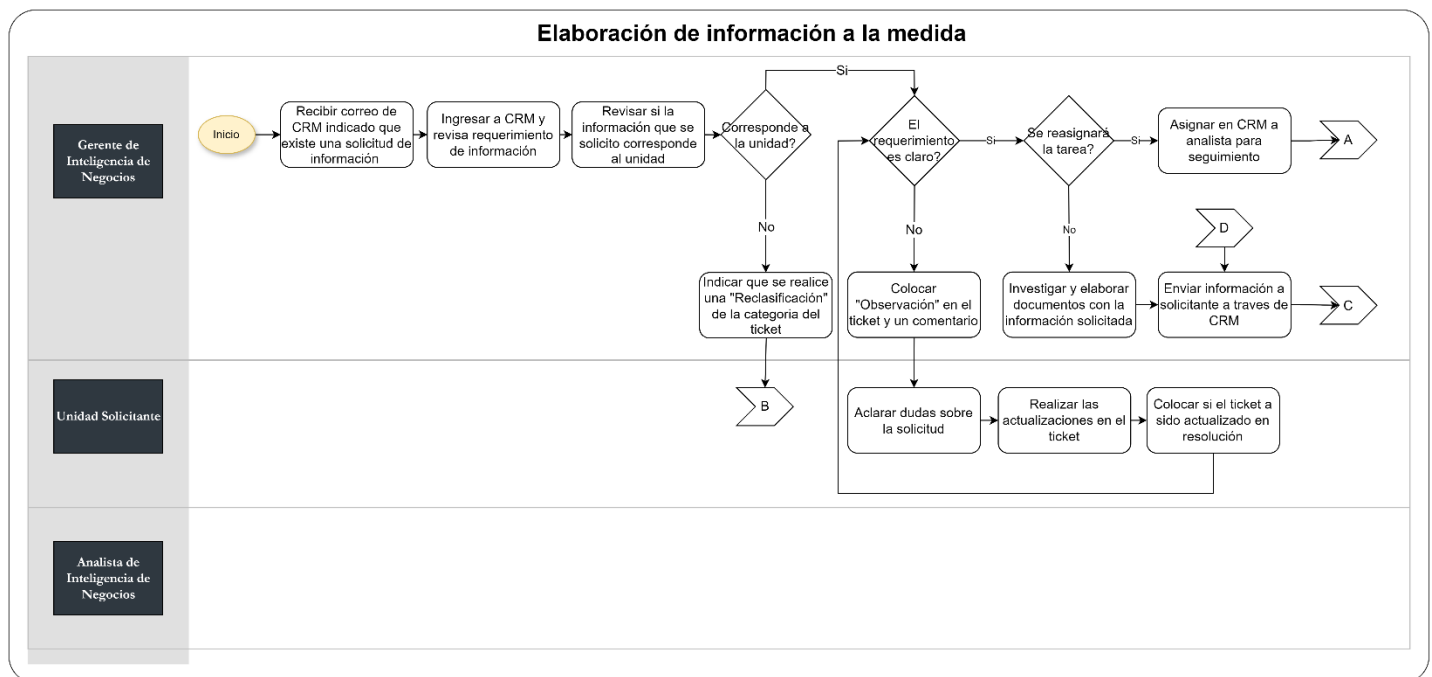 Elaboración de información a la medida
Gerente de
Inteligencia de
Negocios
Inicio
Recibir correo de
CRM indicado que
existe una solicitud de
información
Ingresar a CRM y
revisa requerimiento
de información
Revisar si la
información que se
solicito corresponde
al unidad
Corresponde a
la unidad?
Si
El
requerimiento
es claro?
Si
Se reasignará
la tarea?
Si
Asignar en CRM a
analista para
seguimiento
A
No
No
No
D
Indicar que se realice
una "Reclasificación"
de la categoria del
ticket
Colocar
"Observación" en el
ticket y un comentario
Investigar y elaborar
documentos con la
información solicitada
Enviar información a
solicitante a traves de
CRM
C
Unidad Solicitante
B
Aclarar dudas sobre
la solicitud
Realizar las
actualizaciones en el
ticket
Colocar si el ticket a
sido actualizado en
resolución
Analista de
Inteligencia de
Negocios